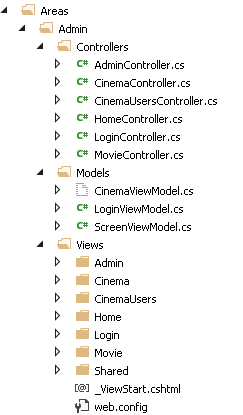 Areas
Admin
Controllers
C# AdminController.cs
C# CinemaController.cs
C# CinemaUsersController.cs
C# HomeController.cs
C# LoginController.cs
C# MovieController.cs
Models
CinemaViewModel.cs
C# LoginViewModel.cs
C# ScreenViewModel.cs
Views
Admin
Cinema
CinemaUsers
Home
Login
Movie
Shared
[@] _ViewStart.cshtml
web.config